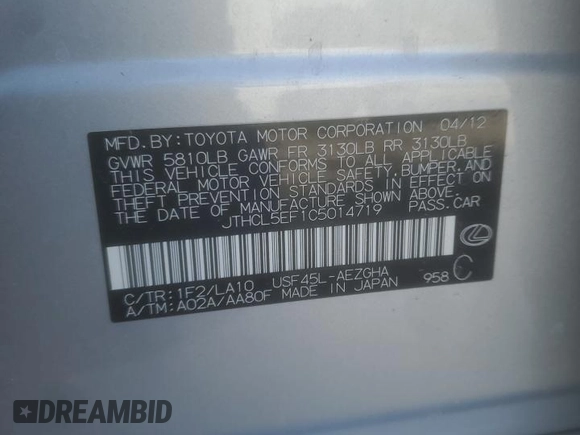 MFD. BY: TOYOTA MOTOR CORPORATION 04/12
GVWR 5810LB GAWR FR 3130LB RR 3130LB
THIS VEHICLE CONFORMS TO ALL APPLICABLE
FEDERAL MOTOR VEHICLE SAFETY, BUMPER, AND
THEFT PREVENTION STANDARDS IN EFFECT ON
THE DATE OF MANUFACTURE SHOWN ABOVE.
JTHCL5EF1C5014719 PASS. CAR
C/TR: 1F2/LA10 USF45L-AEZGHA 958 C
A/TM: A02A/AA80F MADE IN JAPAN
DREAMBID